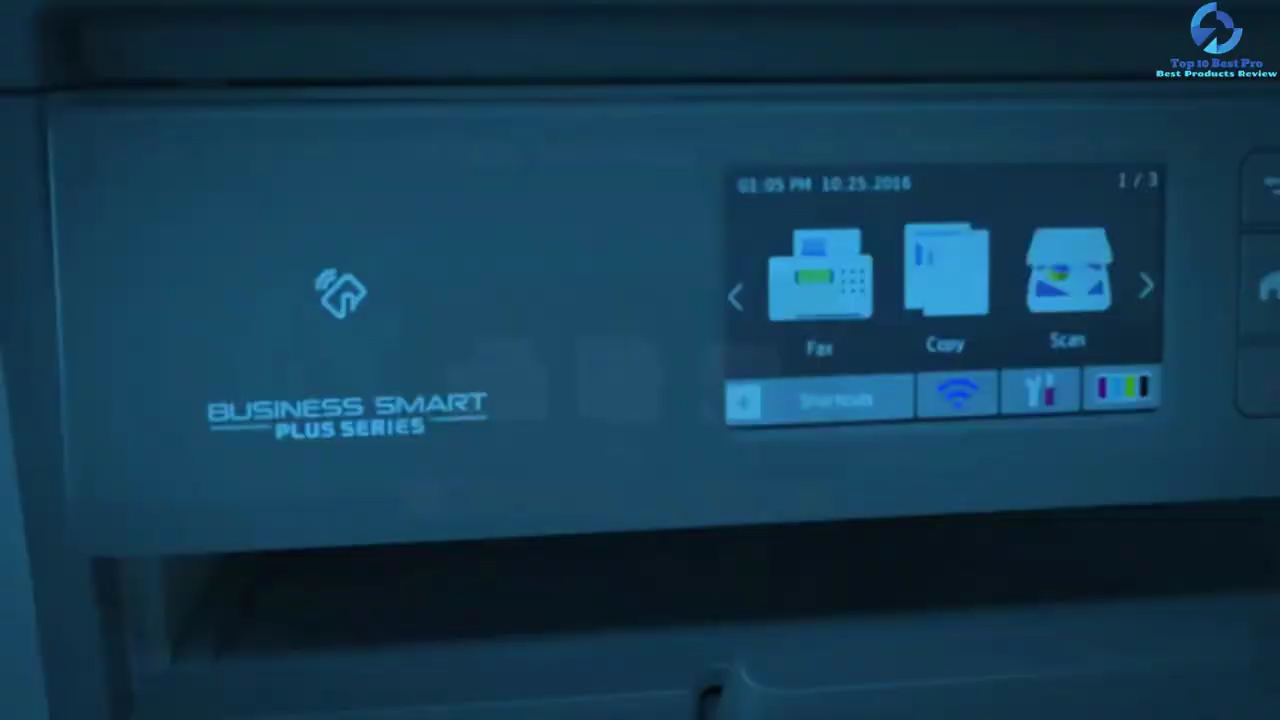 Top 10 Best Pro
Best Products Review
01:05 PM 10.25.2016
1 / 3
Fax
Copy
Scan
Shortcuts
BUSINESS SMART
PLUS SERIES